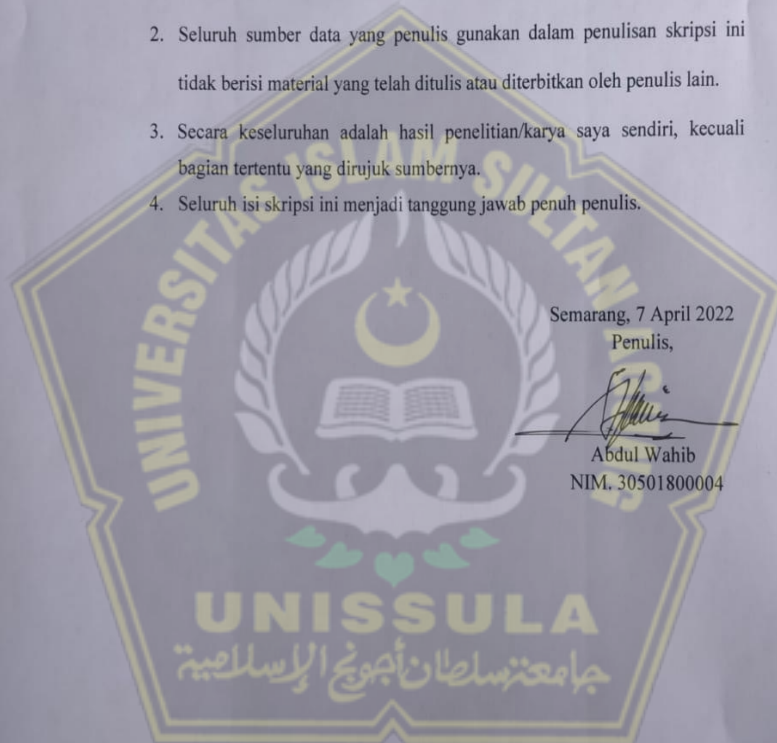 2. Seluruh sumber data yang penulis gunakan dalam penulisan skripsi ini
tidak berisi material yang telah ditulis atau diterbitkan oleh penulis lain.
3. Secara keseluruhan adalah hasil penelitian/karya saya sendiri, kecuali
bagian tertentu yang dirujuk sumbernya.
4. Seluruh isi skripsi ini menjadi tanggung jawab penuh penulis.
UNIVERSITAS ISLAM SULTAN AGUNG
Semarang, 7 April 2022
Penulis,
Abdul Wahib
NIM. 30501800004
UNISSULA
جامعة سلطان أجونج الإسلامية